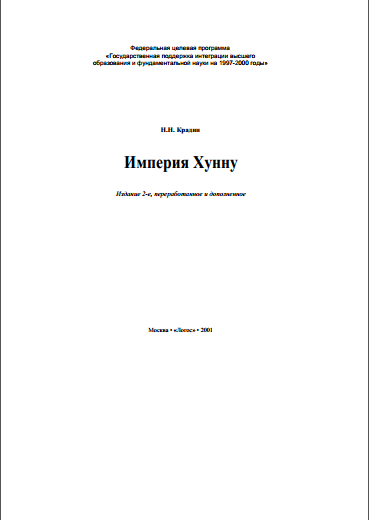 Федеральная целевая программа
«Государственная поддержка интеграции высшего
образования и фундаментальной науки на 1997-2000 годы»
Н.Н. Крадин
Империя Хунну
Издание 2-е, переработанное и дополненное
Москва • «Логос» • 2001